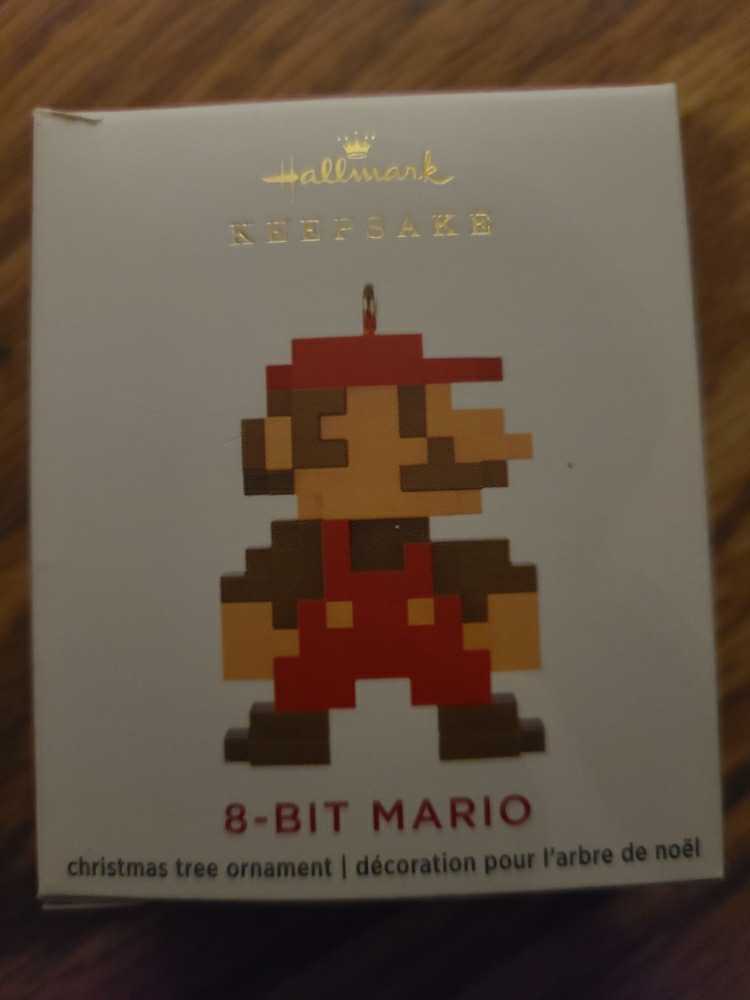 Hallmark
KEEPSAKE
8-BIT MARIO
christmas tree ornament | décoration pour l'arbre de noël